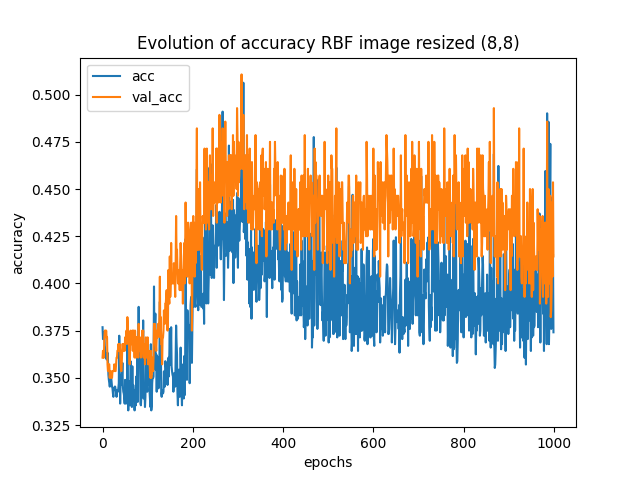 Evolution of accuracy RBF image resized (8,8)
acc
val_acc
0.500
0.475
0.450
0.425
0.400
0.375
0.350
0.325
accuracy
0 200 400 600 800 1000
epochs